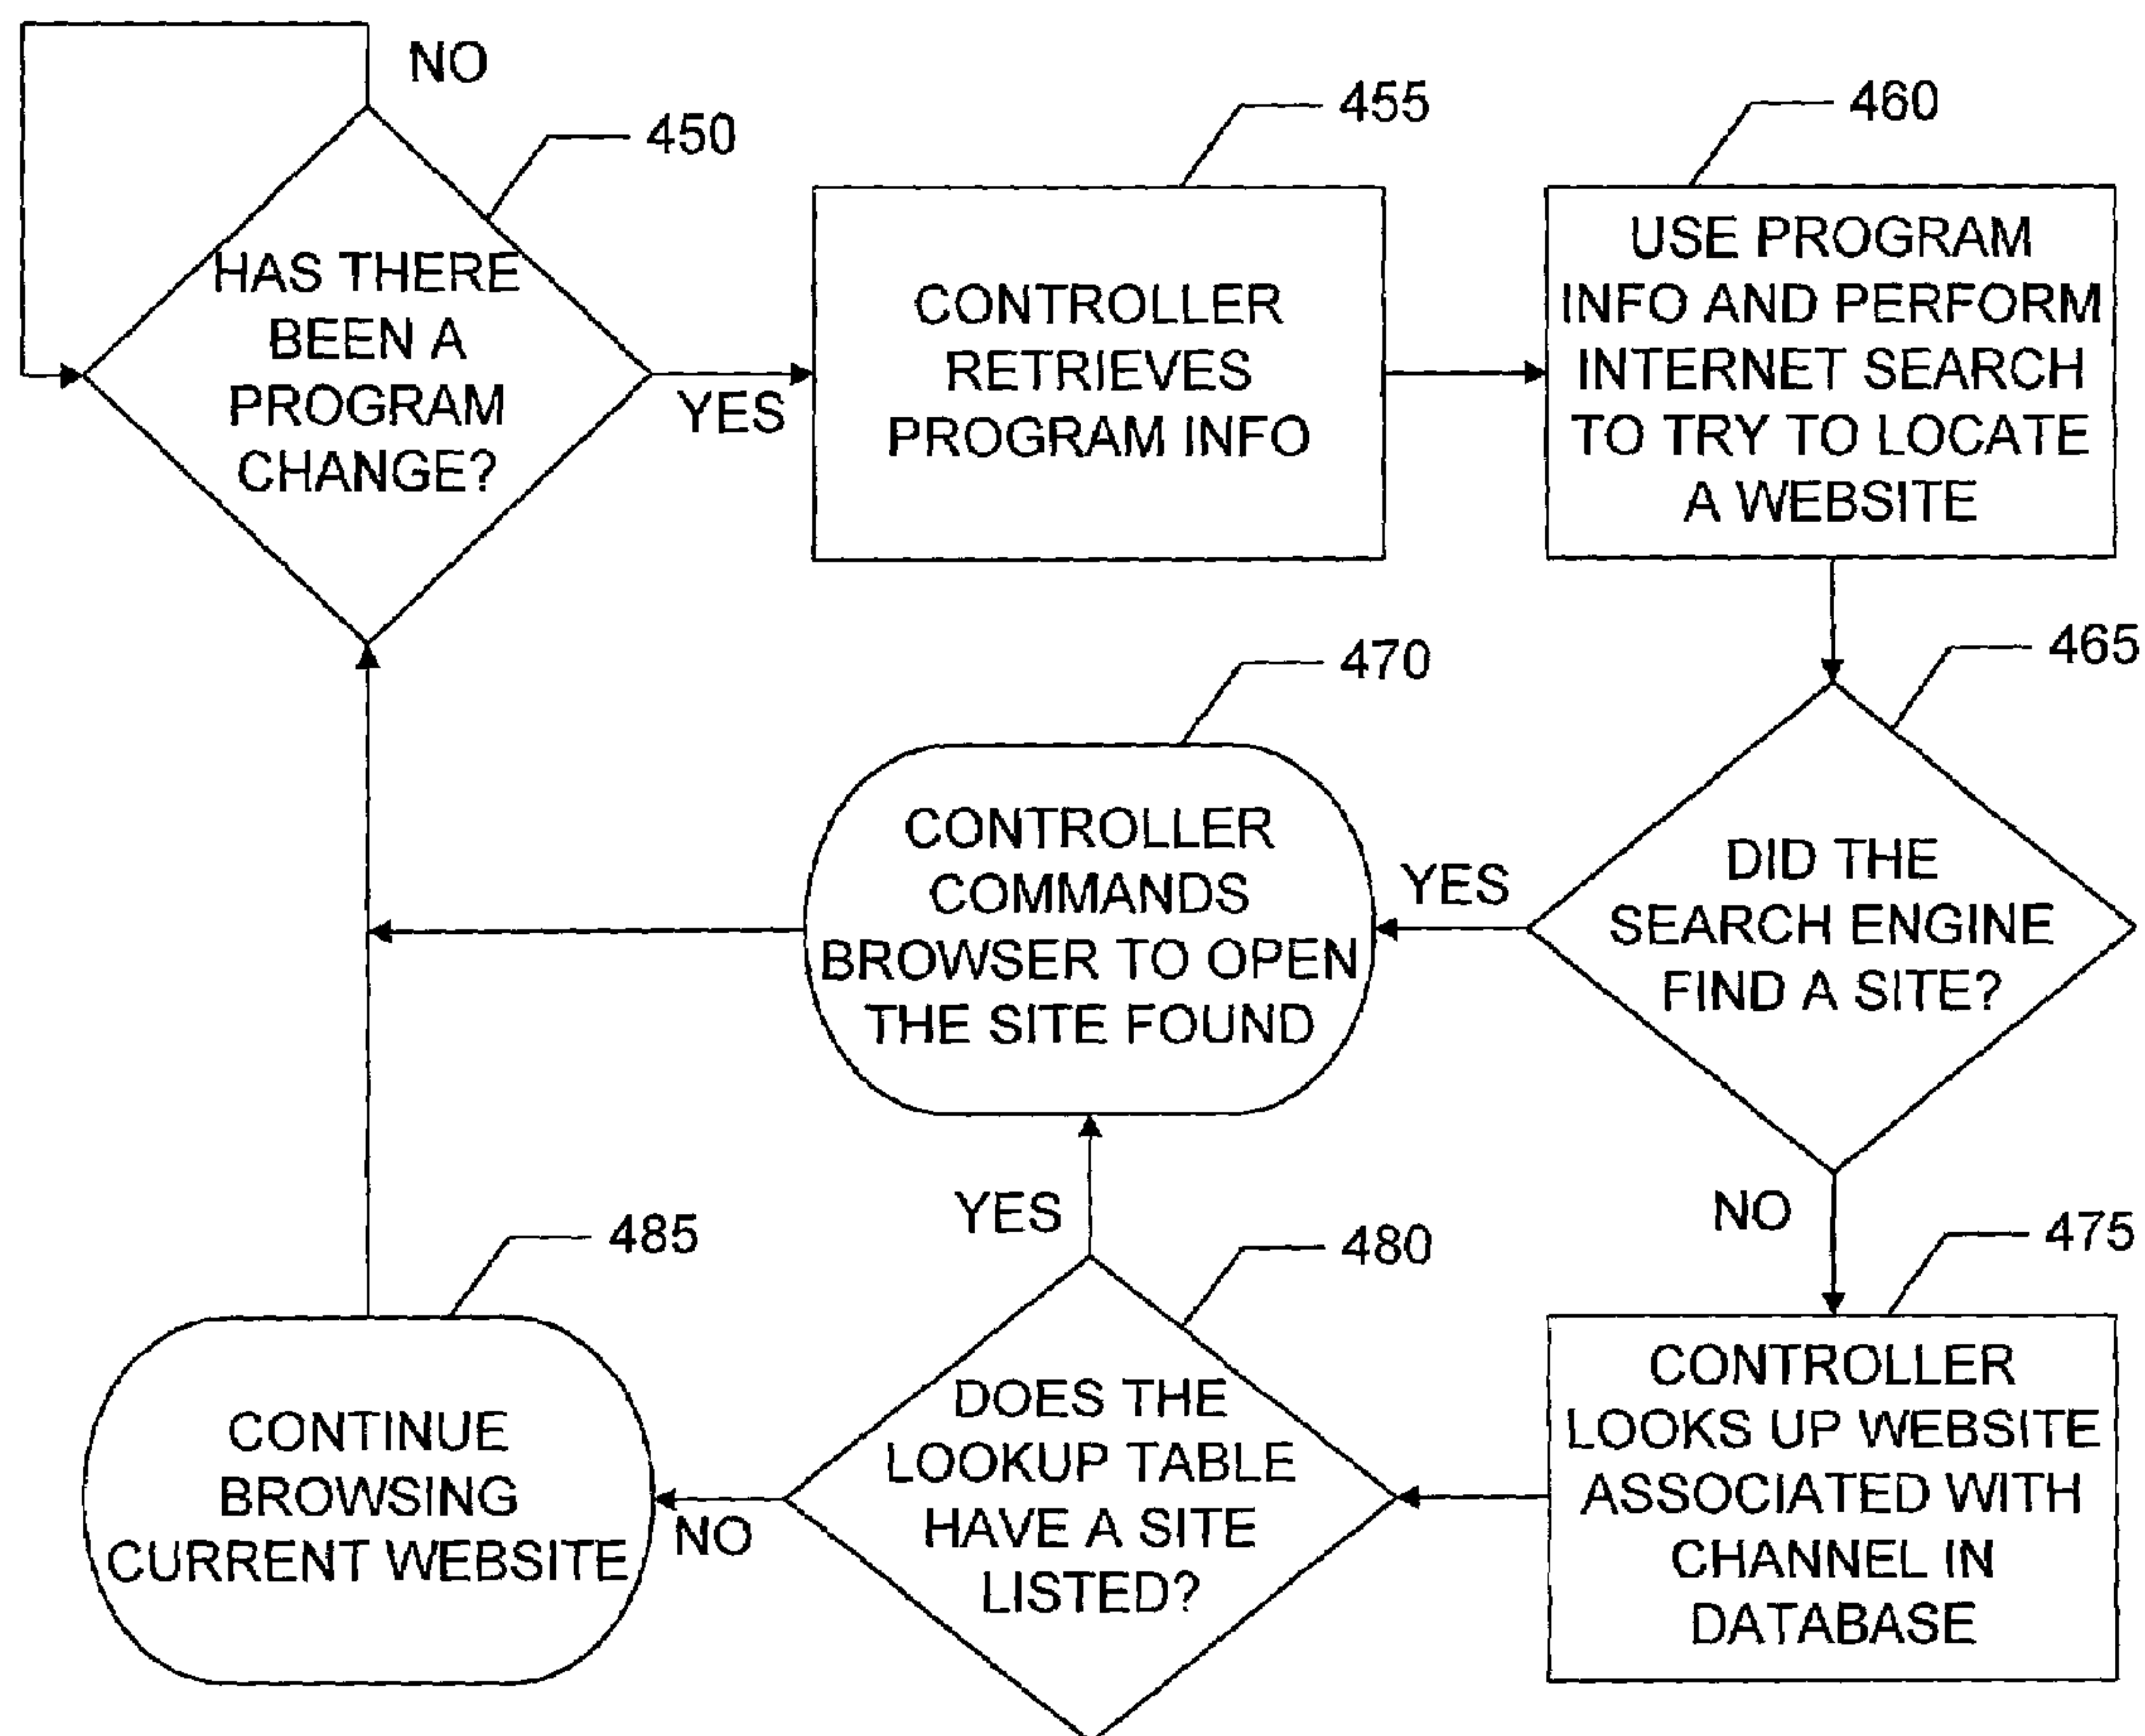 NO
450
HAS THERE
BEEN A
PROGRAM
CHANGE?
YES
455
CONTROLLER
RETRIEVES
PROGRAM INFO
460
USE PROGRAM
INFO AND PERFORM
INTERNET SEARCH
TO TRY TO LOCATE
A WEBSITE
465
DID THE
SEARCH ENGINE
FIND A SITE?
YES
470
CONTROLLER
COMMANDS
BROWSER TO OPEN
THE SITE FOUND
NO
475
CONTROLLER
LOOKS UP WEBSITE
ASSOCIATED WITH
CHANNEL IN
DATABASE
YES
480
DOES THE
LOOKUP TABLE
HAVE A SITE
LISTED?
NO
485
CONTINUE
BROWSING
CURRENT WEBSITE